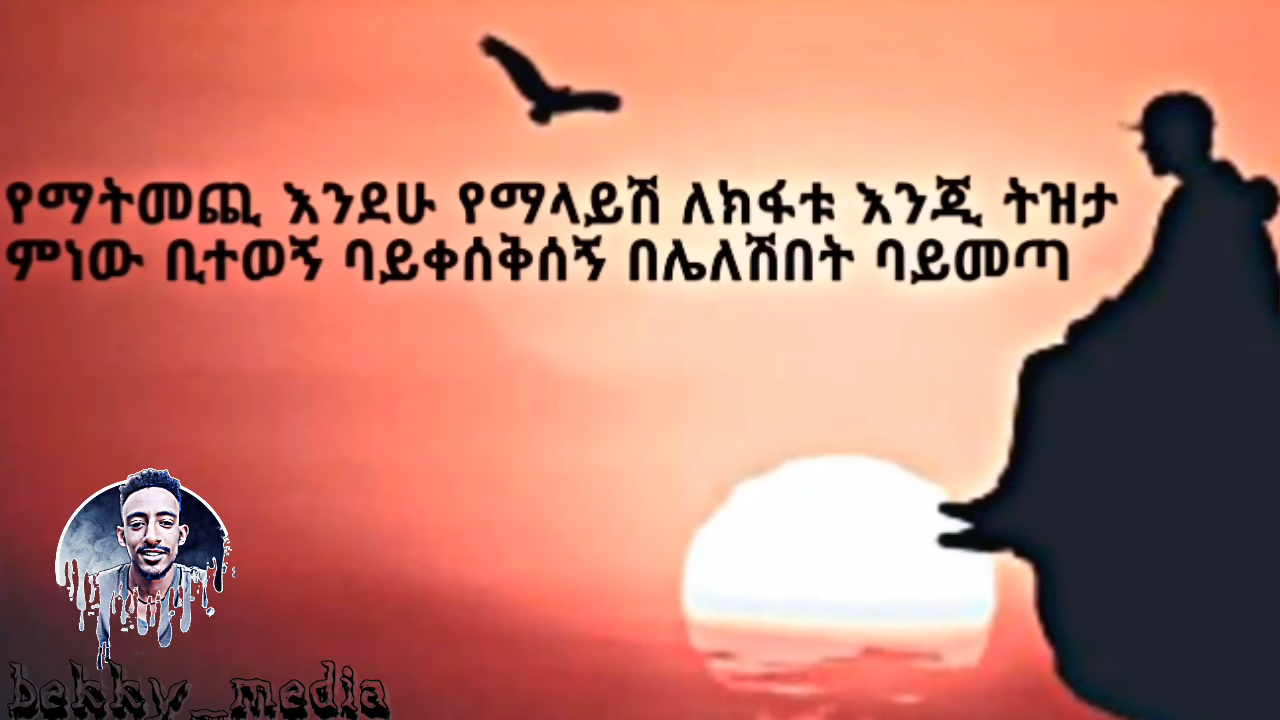 የማትመጪ እንደሁ የማላይሽ ለክፋቱ እንጂ ትዝታ
ምነው ቢተወኝ ባይቀሰቅሰኝ በሌለሽበት ባይመጣ
bekky_media